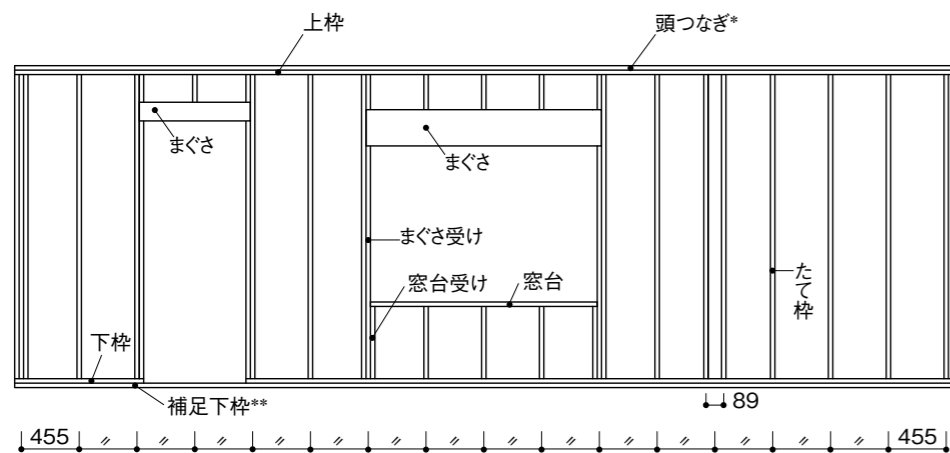 上枠
頭つなぎ*
まぐさ
まぐさ
まぐさ受け
窓台受け
窓台
たて枠
下枠
補足下枠**
89
455 〃 〃 〃 〃 〃 〃 〃 〃 〃 〃 〃 〃 〃 〃 455